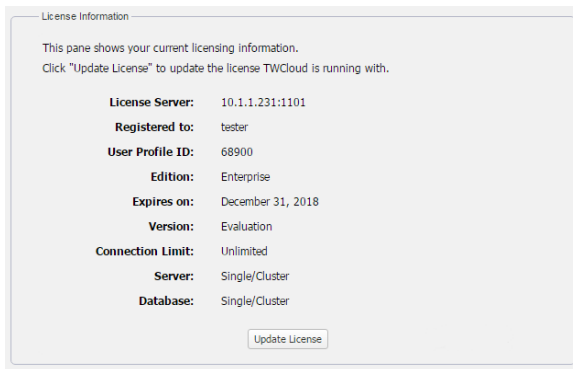 License Information
This pane shows your current licensing information.
Click "Update License" to update the license TWCloud is running with.
License Server: 10.1.1.231:1101
Registered to: tester
User Profile ID: 68900
Edition: Enterprise
Expires on: December 31, 2018
Version: Evaluation
Connection Limit: Unlimited
Server: Single/Cluster
Database: Single/Cluster
Update License